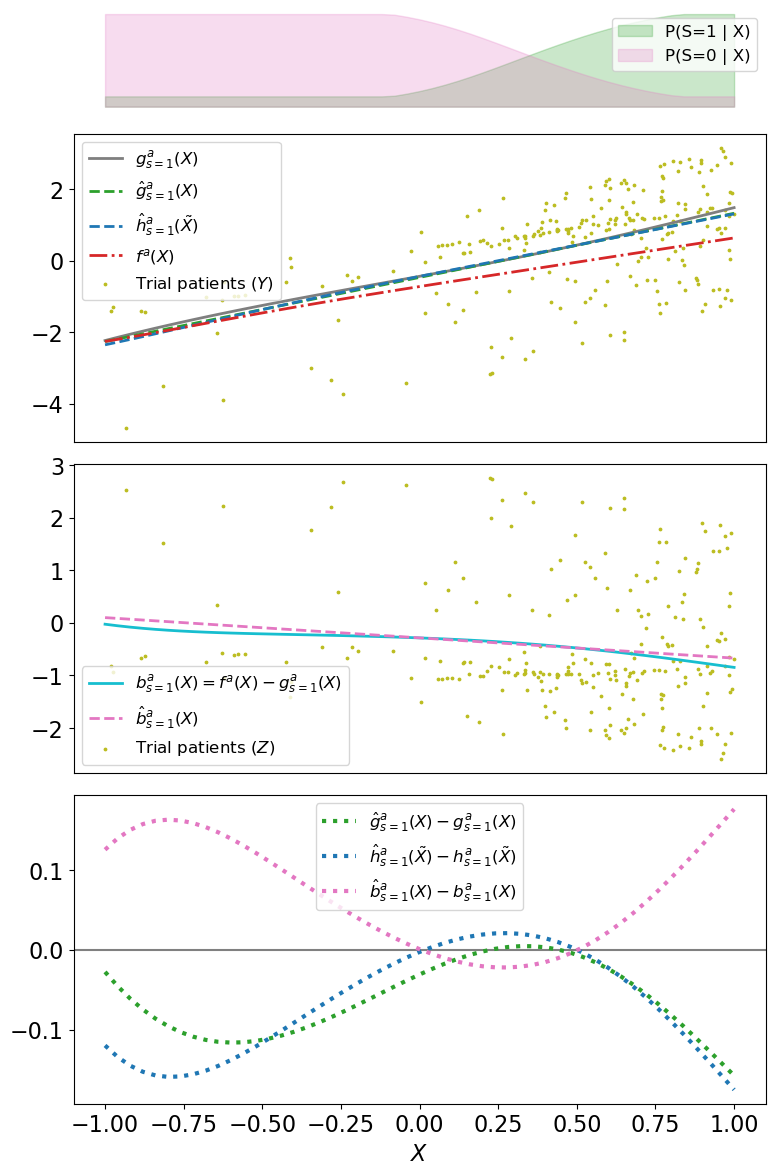 P(S=1 | X)
P(S=0 | X)
2
0
−2
−4
g^a_{s=1}(X)
ĝ^a_{s=1}(X)
ĥ^a_{s=1}(X̃)
f^a(X)
Trial patients (Y)
3
2
1
0
−1
−2
b^a_{s=1}(X) = f^a(X) − g^a_{s=1}(X)
b̂^a_{s=1}(X)
Trial patients (Z)
0.1
0.0
−0.1
ĝ^a_{s=1}(X) − g^a_{s=1}(X)
ĥ^a_{s=1}(X̃) − h^a_{s=1}(X̃)
b̂^a_{s=1}(X) − b^a_{s=1}(X)
−1.00 −0.75 −0.50 −0.25 0.00 0.25 0.50 0.75 1.00
X